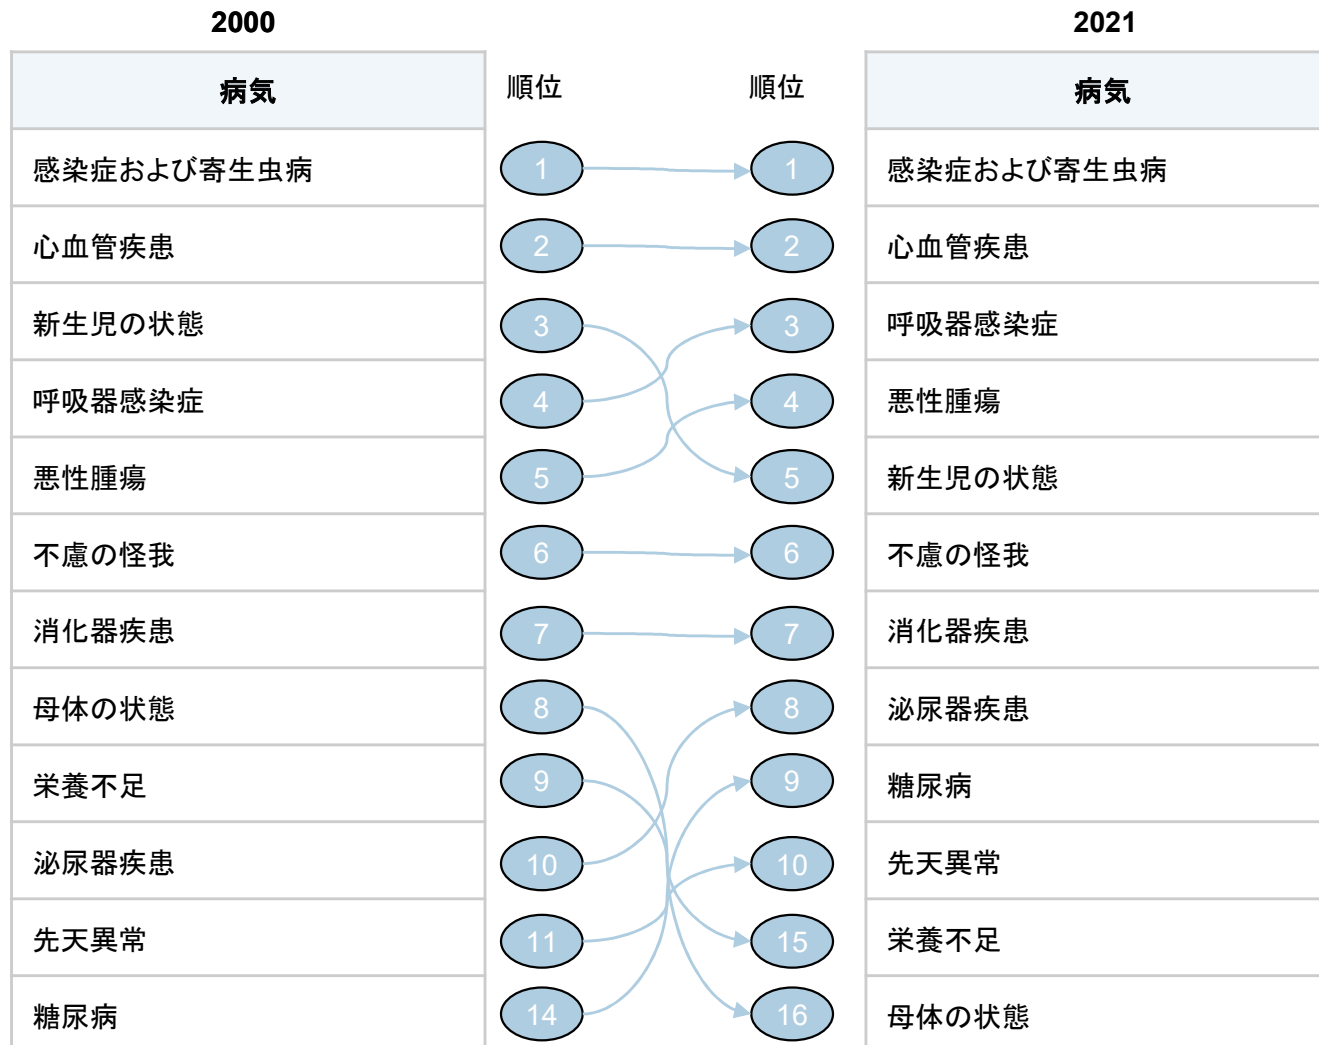 2000 2021
病気 順位 順位 病気
感染症および寄生虫病 1 1 感染症および寄生虫病
心血管疾患 2 2 心血管疾患
新生児の状態 3 3 呼吸器感染症
呼吸器感染症 4 4 悪性腫瘍
悪性腫瘍 5 5 新生児の状態
不慮の怪我 6 6 不慮の怪我
消化器疾患 7 7 消化器疾患
母体の状態 8 8 泌尿器疾患
栄養不足 9 9 糖尿病
泌尿器疾患 10 10 先天異常
先天異常 11 15 栄養不足
糖尿病 14 16 母体の状態